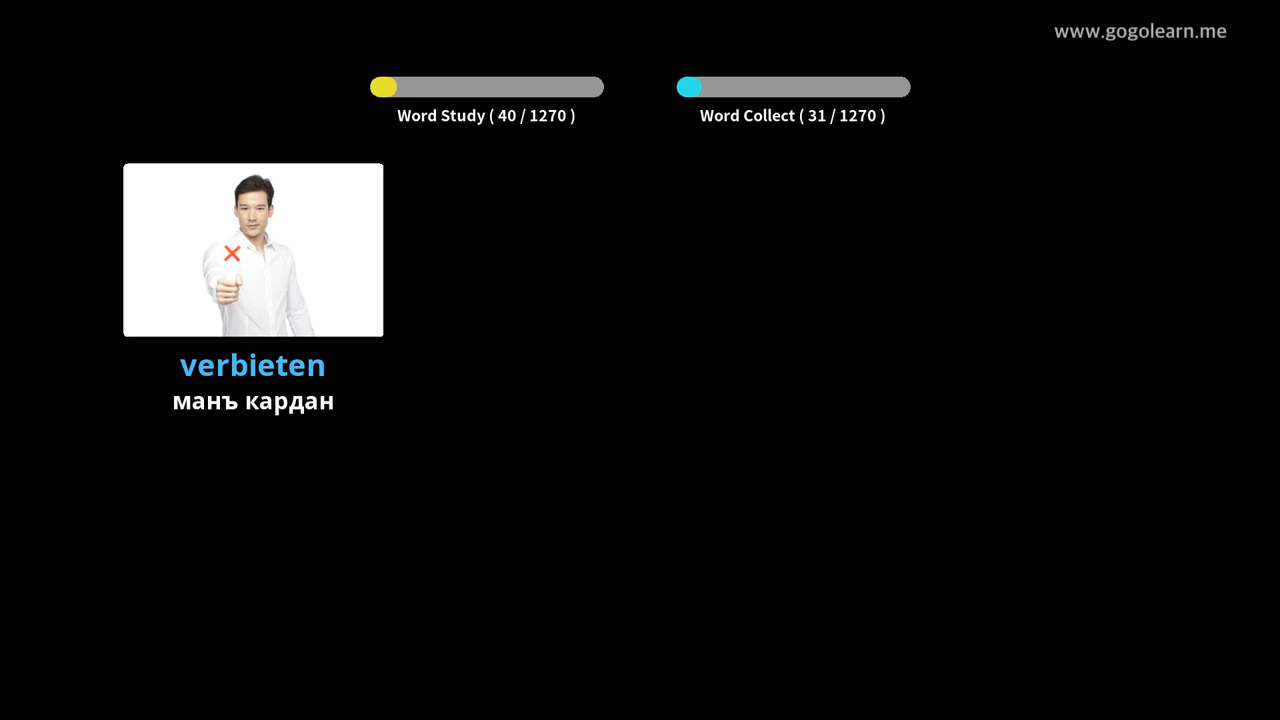 www.gogolearn.me
Word Study ( 40 / 1270 )
Word Collect ( 31 / 1270 )
verbieten
манъ кардан